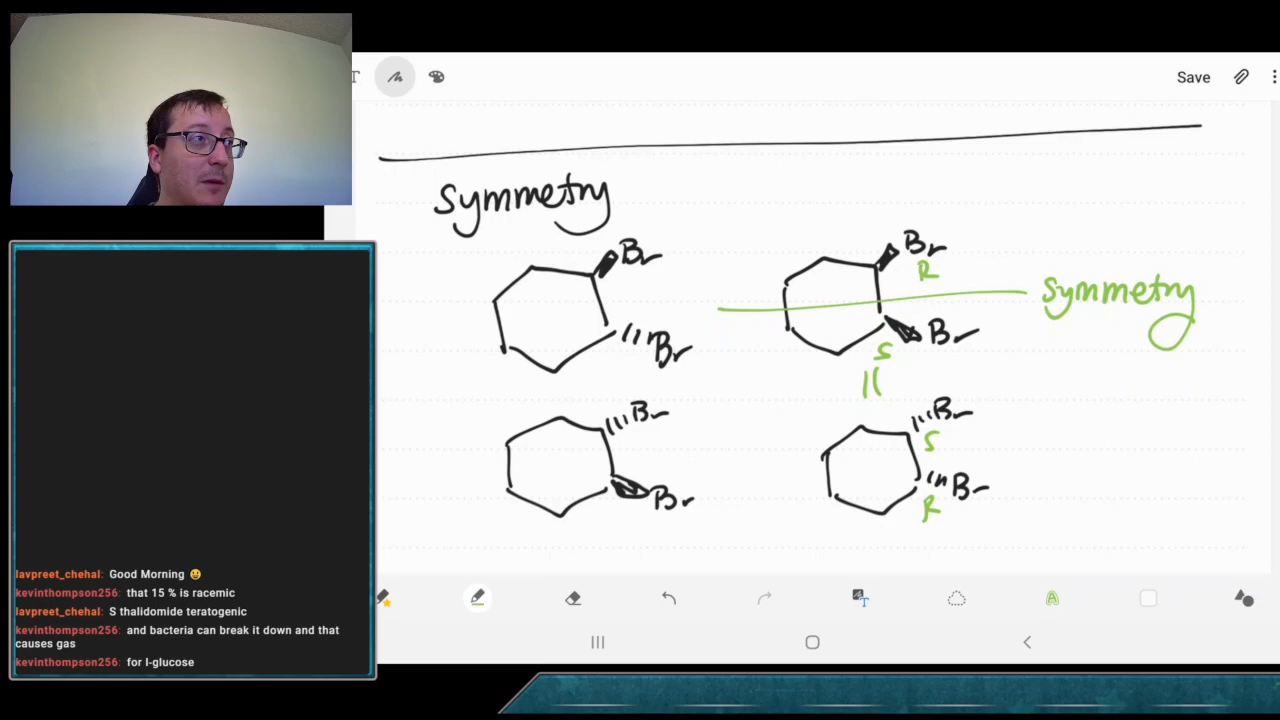 T
Save
Symmetry
Br
Br
Br
R
Br
S
Symmetry
Br
Br
Br
S
Br
R
lavpreet_chehal: Good Morning 😃
kevinthompson256: that 15 % is racemic
lavpreet_chehal: S thalidomide teratogenic
kevinthompson256: and bacteria can break it down and that
causes gas
kevinthompson256: for l-glucose
T
A